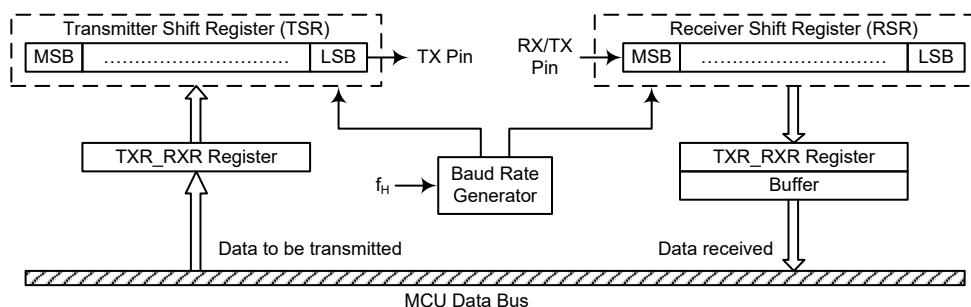 Transmitter Shift Register (TSR)
MSB ………………………… LSB
TX Pin
Receiver Shift Register (RSR)
RX/TX
Pin
MSB ………………………… LSB
TXR_RXR Register
fH
Baud Rate
Generator
TXR_RXR Register
Buffer
Data to be transmitted
Data received
MCU Data Bus